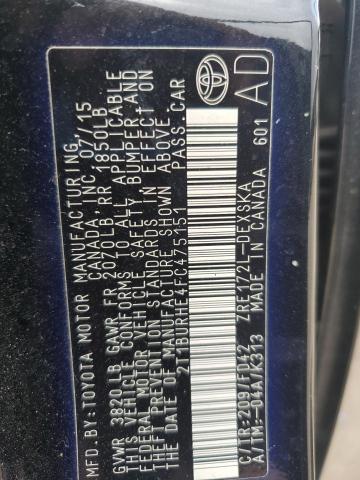 MFD.BY:TOYOTA MOTOR MANUFACTURING,
CANADA, INC. 07/15
GVWR 3820LB GAWR FR 2070LB RR 1850LB
THIS VEHICLE CONFORMS TO ALL APPLICABLE
FEDERAL MOTOR VEHICLE SAFETY, BUMPER, AND
THEFT PREVENTION STANDARDS IN EFFECT ON
THE DATE OF MANUFACTURE SHOWN ABOVE.
2T1BURHE4FC475151 PASS.CAR
C/TR:209/FD42 ZRE172L-DEXSKA
A/TM:-04A/K313 MADE IN CANADA 601
AD